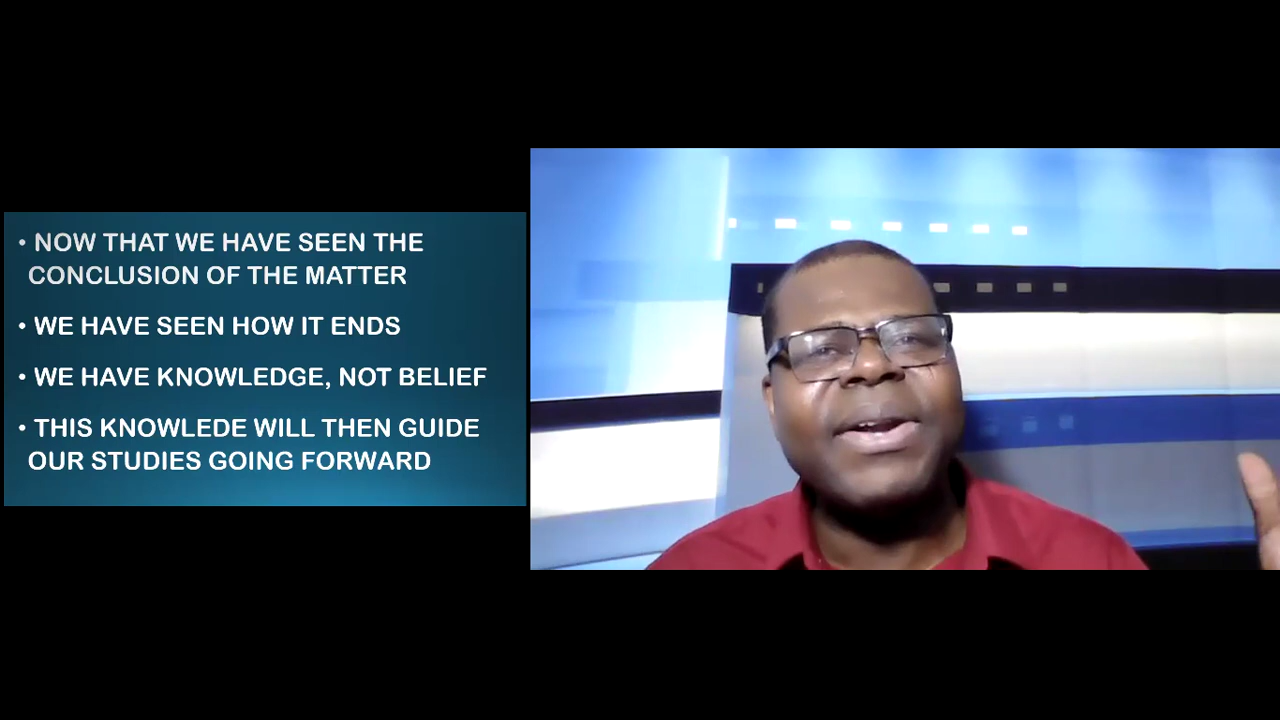 • NOW THAT WE HAVE SEEN THE
CONCLUSION OF THE MATTER
• WE HAVE SEEN HOW IT ENDS
• WE HAVE KNOWLEDGE, NOT BELIEF
• THIS KNOWLEDE WILL THEN GUIDE
OUR STUDIES GOING FORWARD